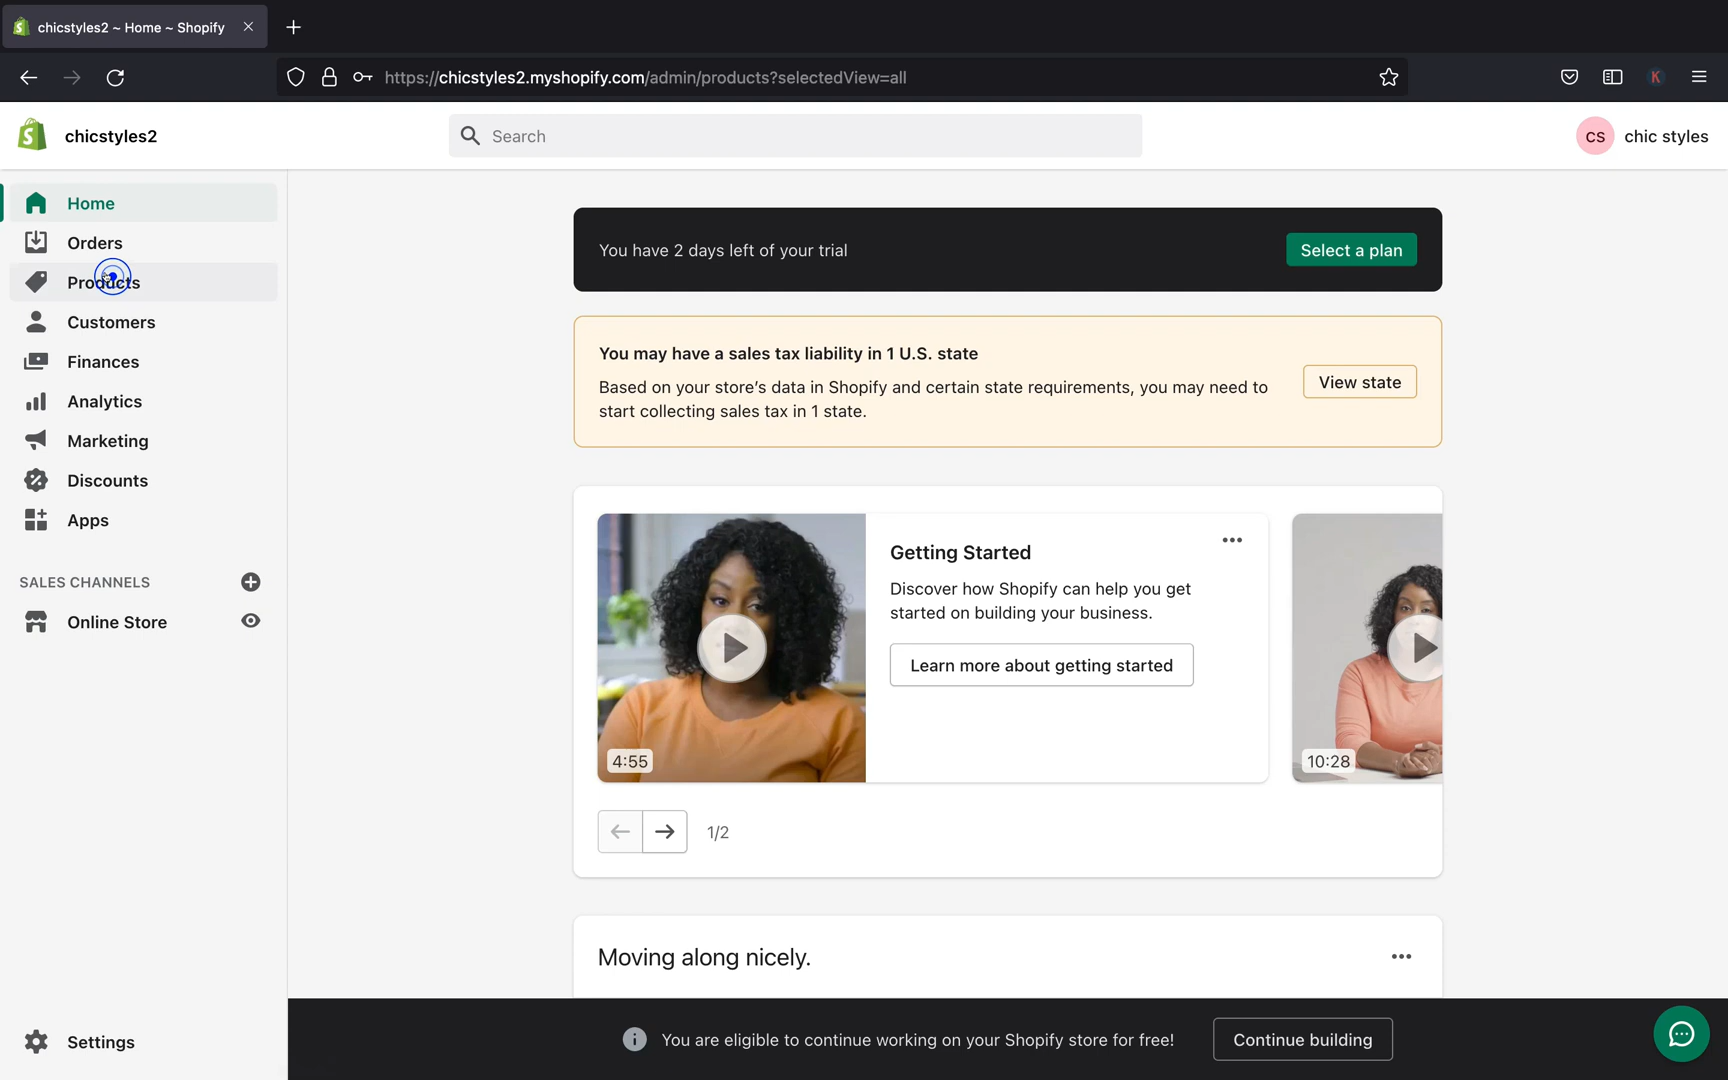 chicstyles2 ~ Home ~ Shopify
https://chicstyles2.myshopify.com/admin/products?selectedView=all
K
chicstyles2
Search
CS
chic styles
Home
Orders
Products
Customers
Finances
Analytics
Marketing
Discounts
Apps
SALES CHANNELS
Online Store
Settings
You have 2 days left of your trial
Select a plan
You may have a sales tax liability in 1 U.S. state
Based on your store's data in Shopify and certain state requirements, you may need to
start collecting sales tax in 1 state.
View state
Getting Started
Discover how Shopify can help you get
started on building your business.
Learn more about getting started
4:55
10:28
1/2
Moving along nicely.
You are eligible to continue working on your Shopify store for free!
Continue building